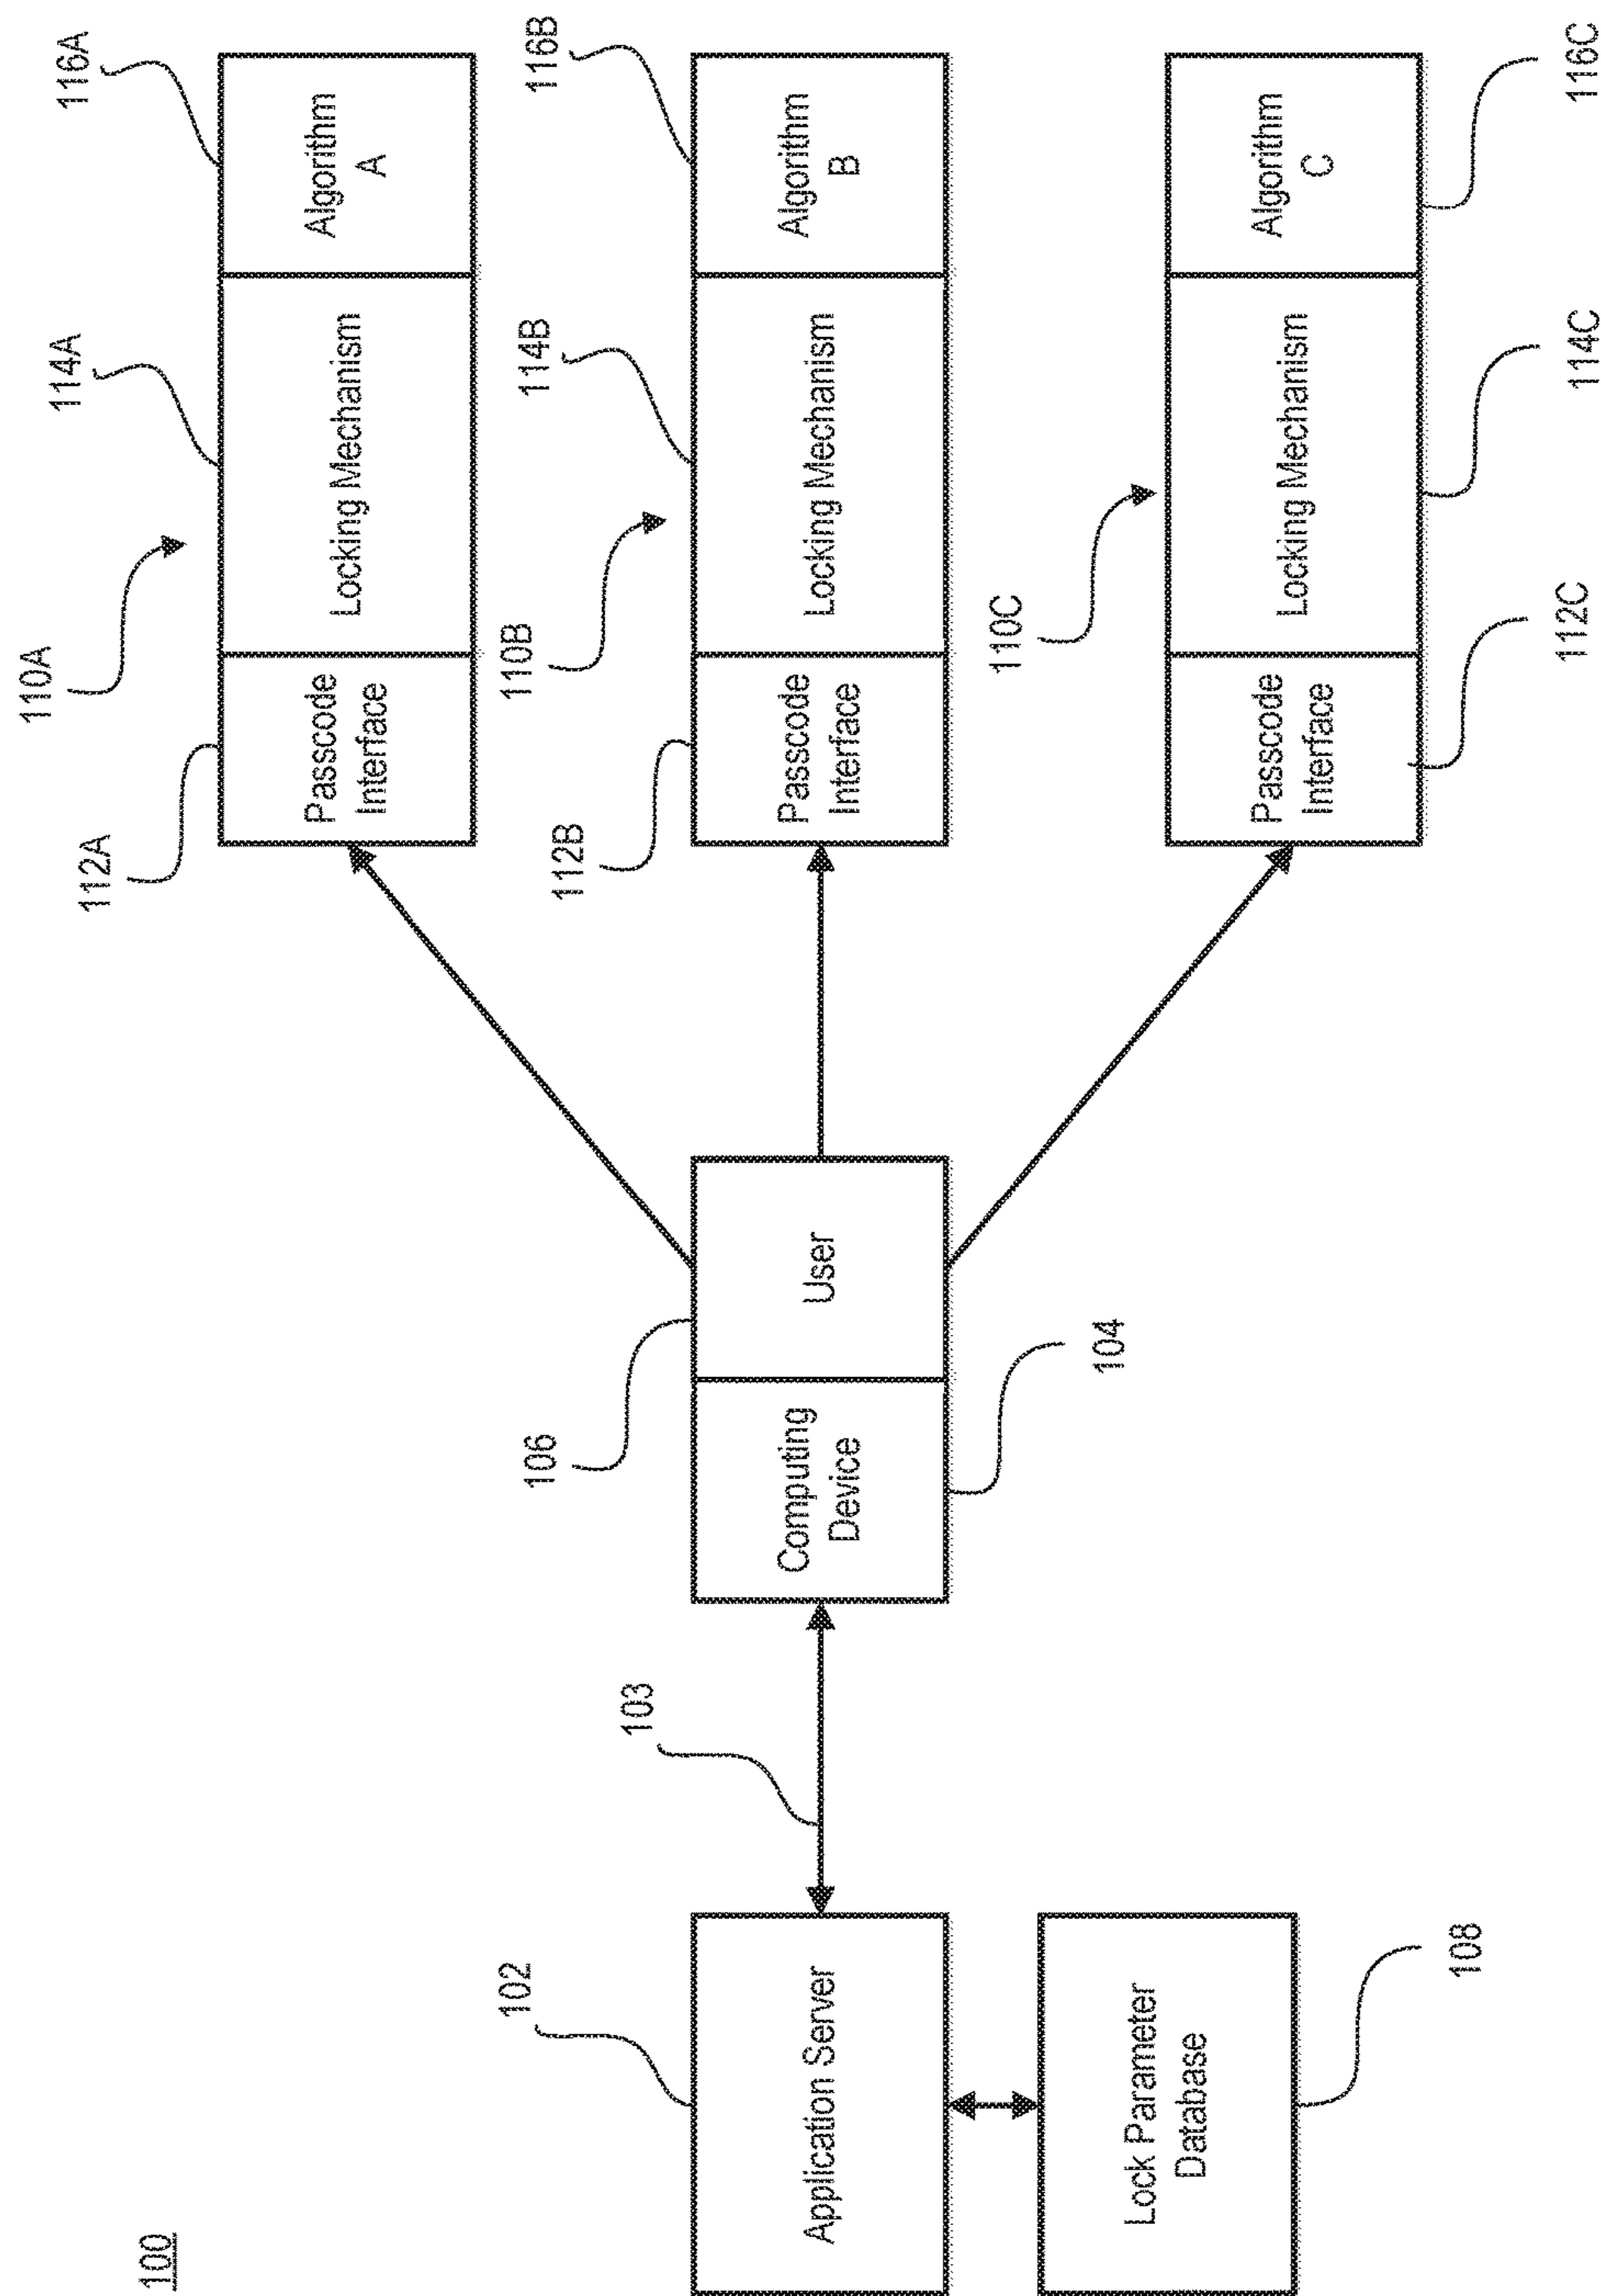 100
110A
114A
116A
112A
Passcode
Interface
Locking Mechanism
Algorithm
A
110B
114B
116B
112B
Passcode
Interface
Locking Mechanism
Algorithm
B
102
103
106
Application Server
Computing
Device
User
104
Lock Parameter
Database
108
110C
Passcode
Interface
Locking Mechanism
Algorithm
C
112C
114C
116C